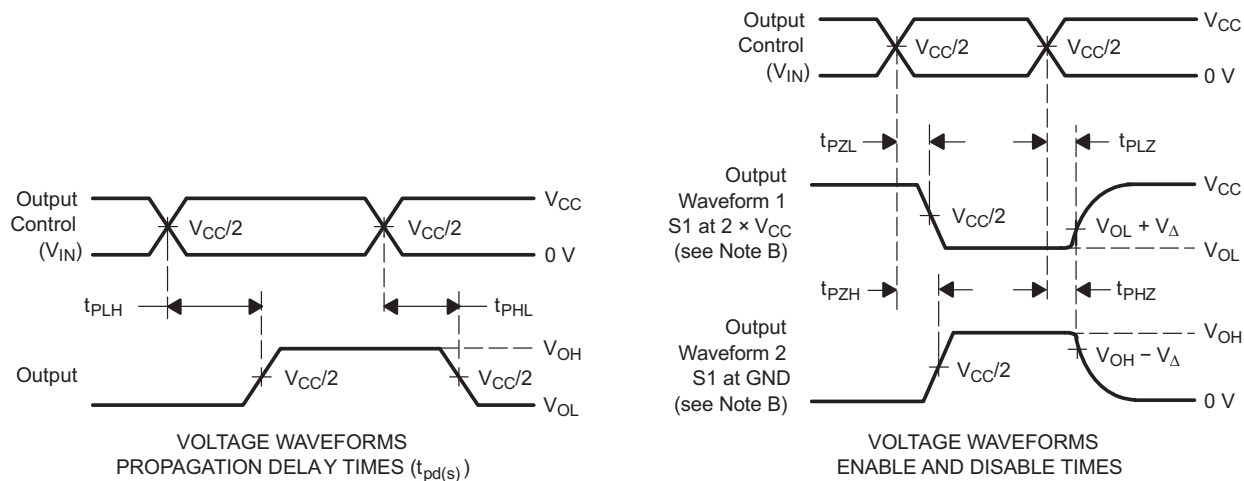 Output
Control
(VIN)
VCC/2
VCC/2
VCC
0 V
tPLH
tPHL
Output
VCC/2
VCC/2
VOH
VOL
VOLTAGE WAVEFORMS
PROPAGATION DELAY TIMES (tpd(s))
Output
Control
(VIN)
VCC/2
VCC/2
VCC
0 V
tPZL
tPLZ
Output
Waveform 1
S1 at 2 × VCC
(see Note B)
VCC/2
VCC
VOL + VΔ
VOL
tPZH
tPHZ
Output
Waveform 2
S1 at GND
(see Note B)
VCC/2
VOH
VOH − VΔ
0 V
VOLTAGE WAVEFORMS
ENABLE AND DISABLE TIMES